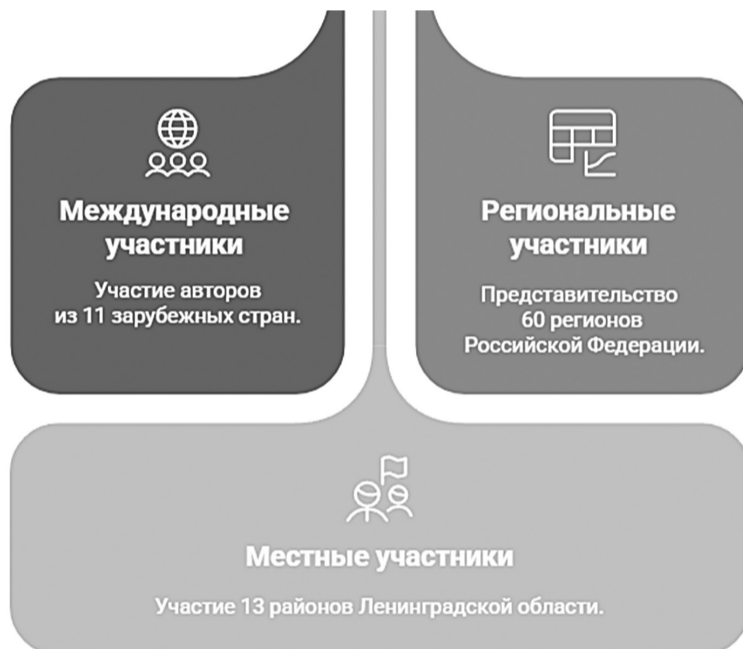 Международные
участники
Участие авторов
из 11 зарубежных стран.
Региональные
участники
Представительство
60 регионов
Российской Федерации.
Местные участники
Участие 13 районов Ленинградской области.